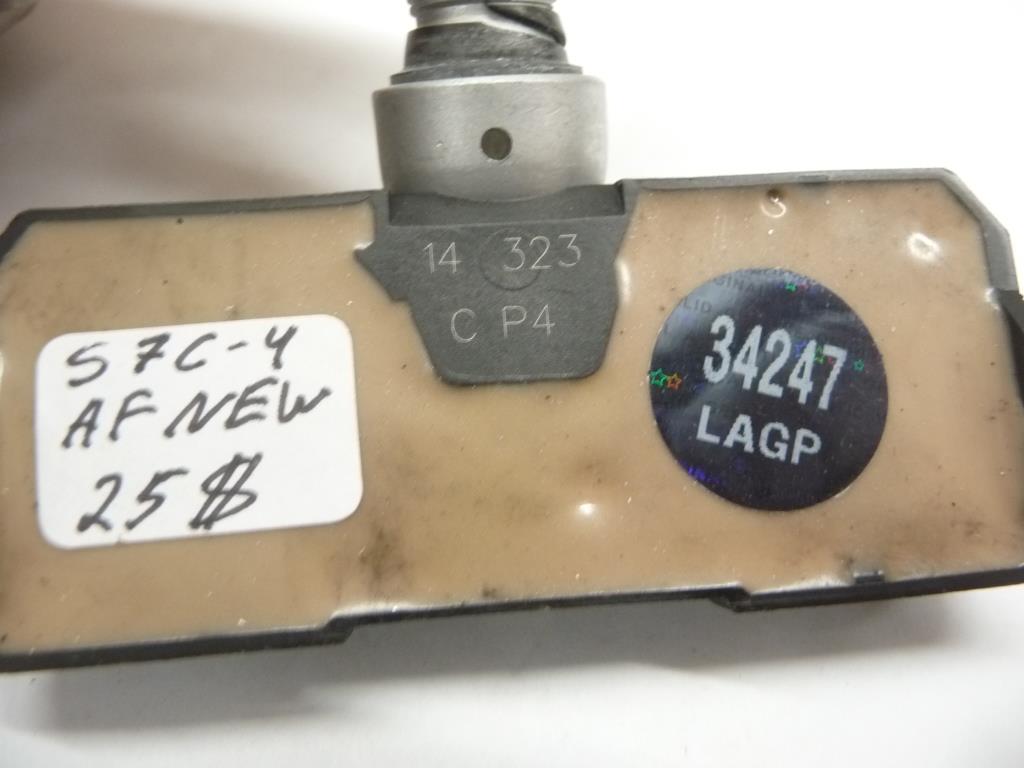 14 323
C P4
S7C-4
AF NEW
25$
34247
LAGP